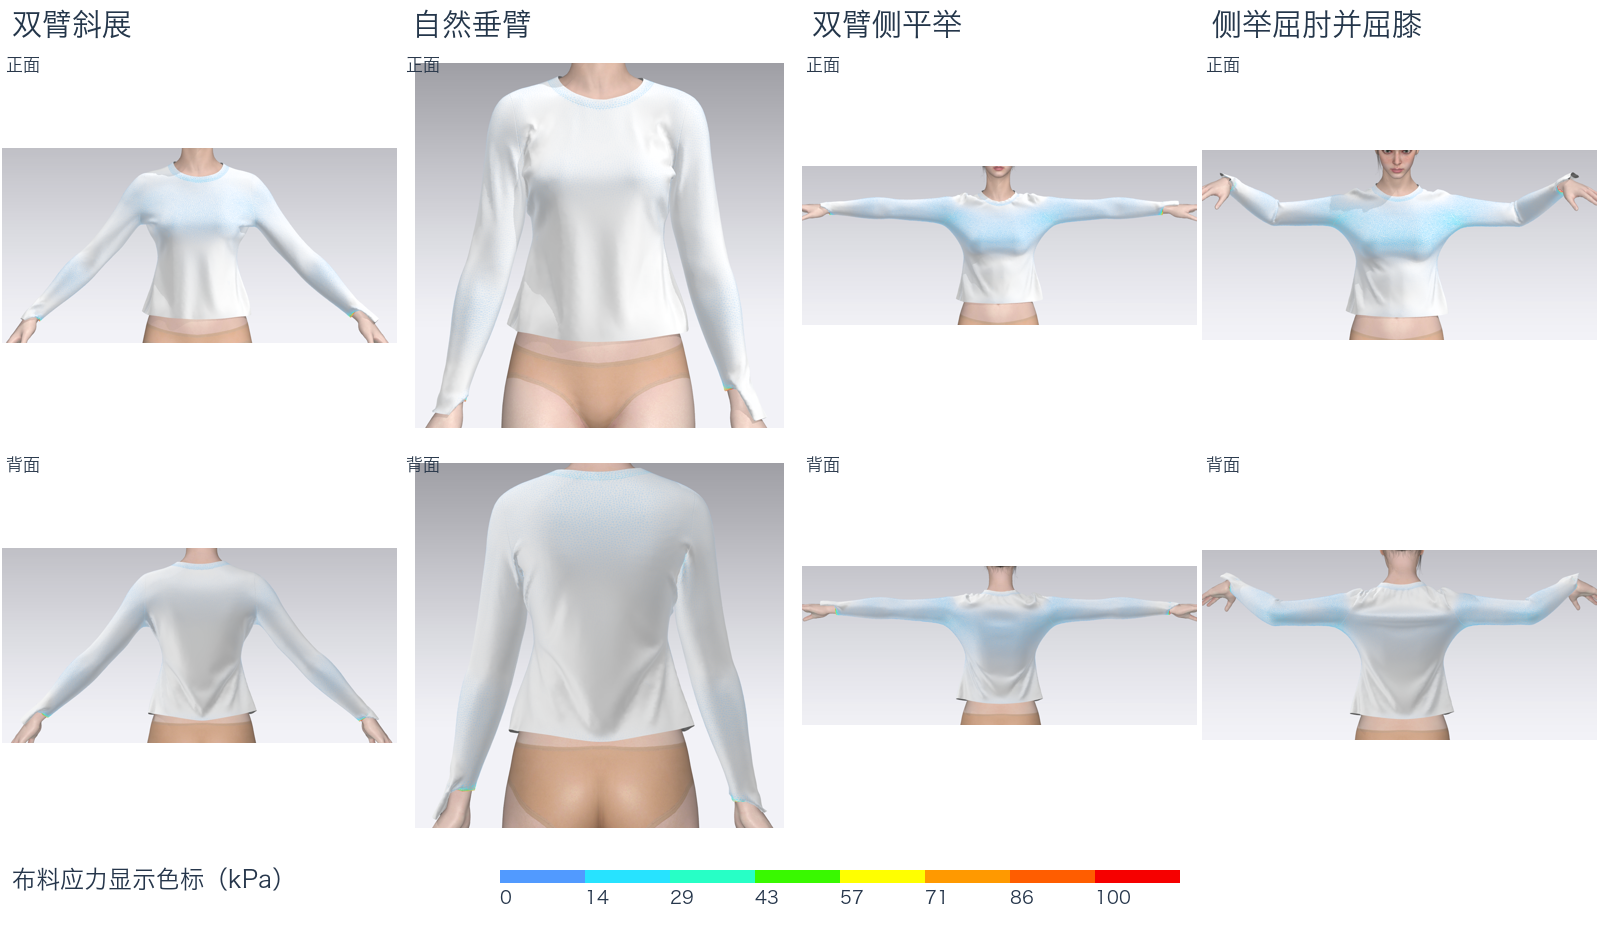 双臂斜展
自然垂臂
双臂侧平举
侧举屈肘并屈膝
正面
正面
正面
正面
背面
背面
背面
背面
布料应力显示色标（kPa）
0 14 29 43 57 71 86 100